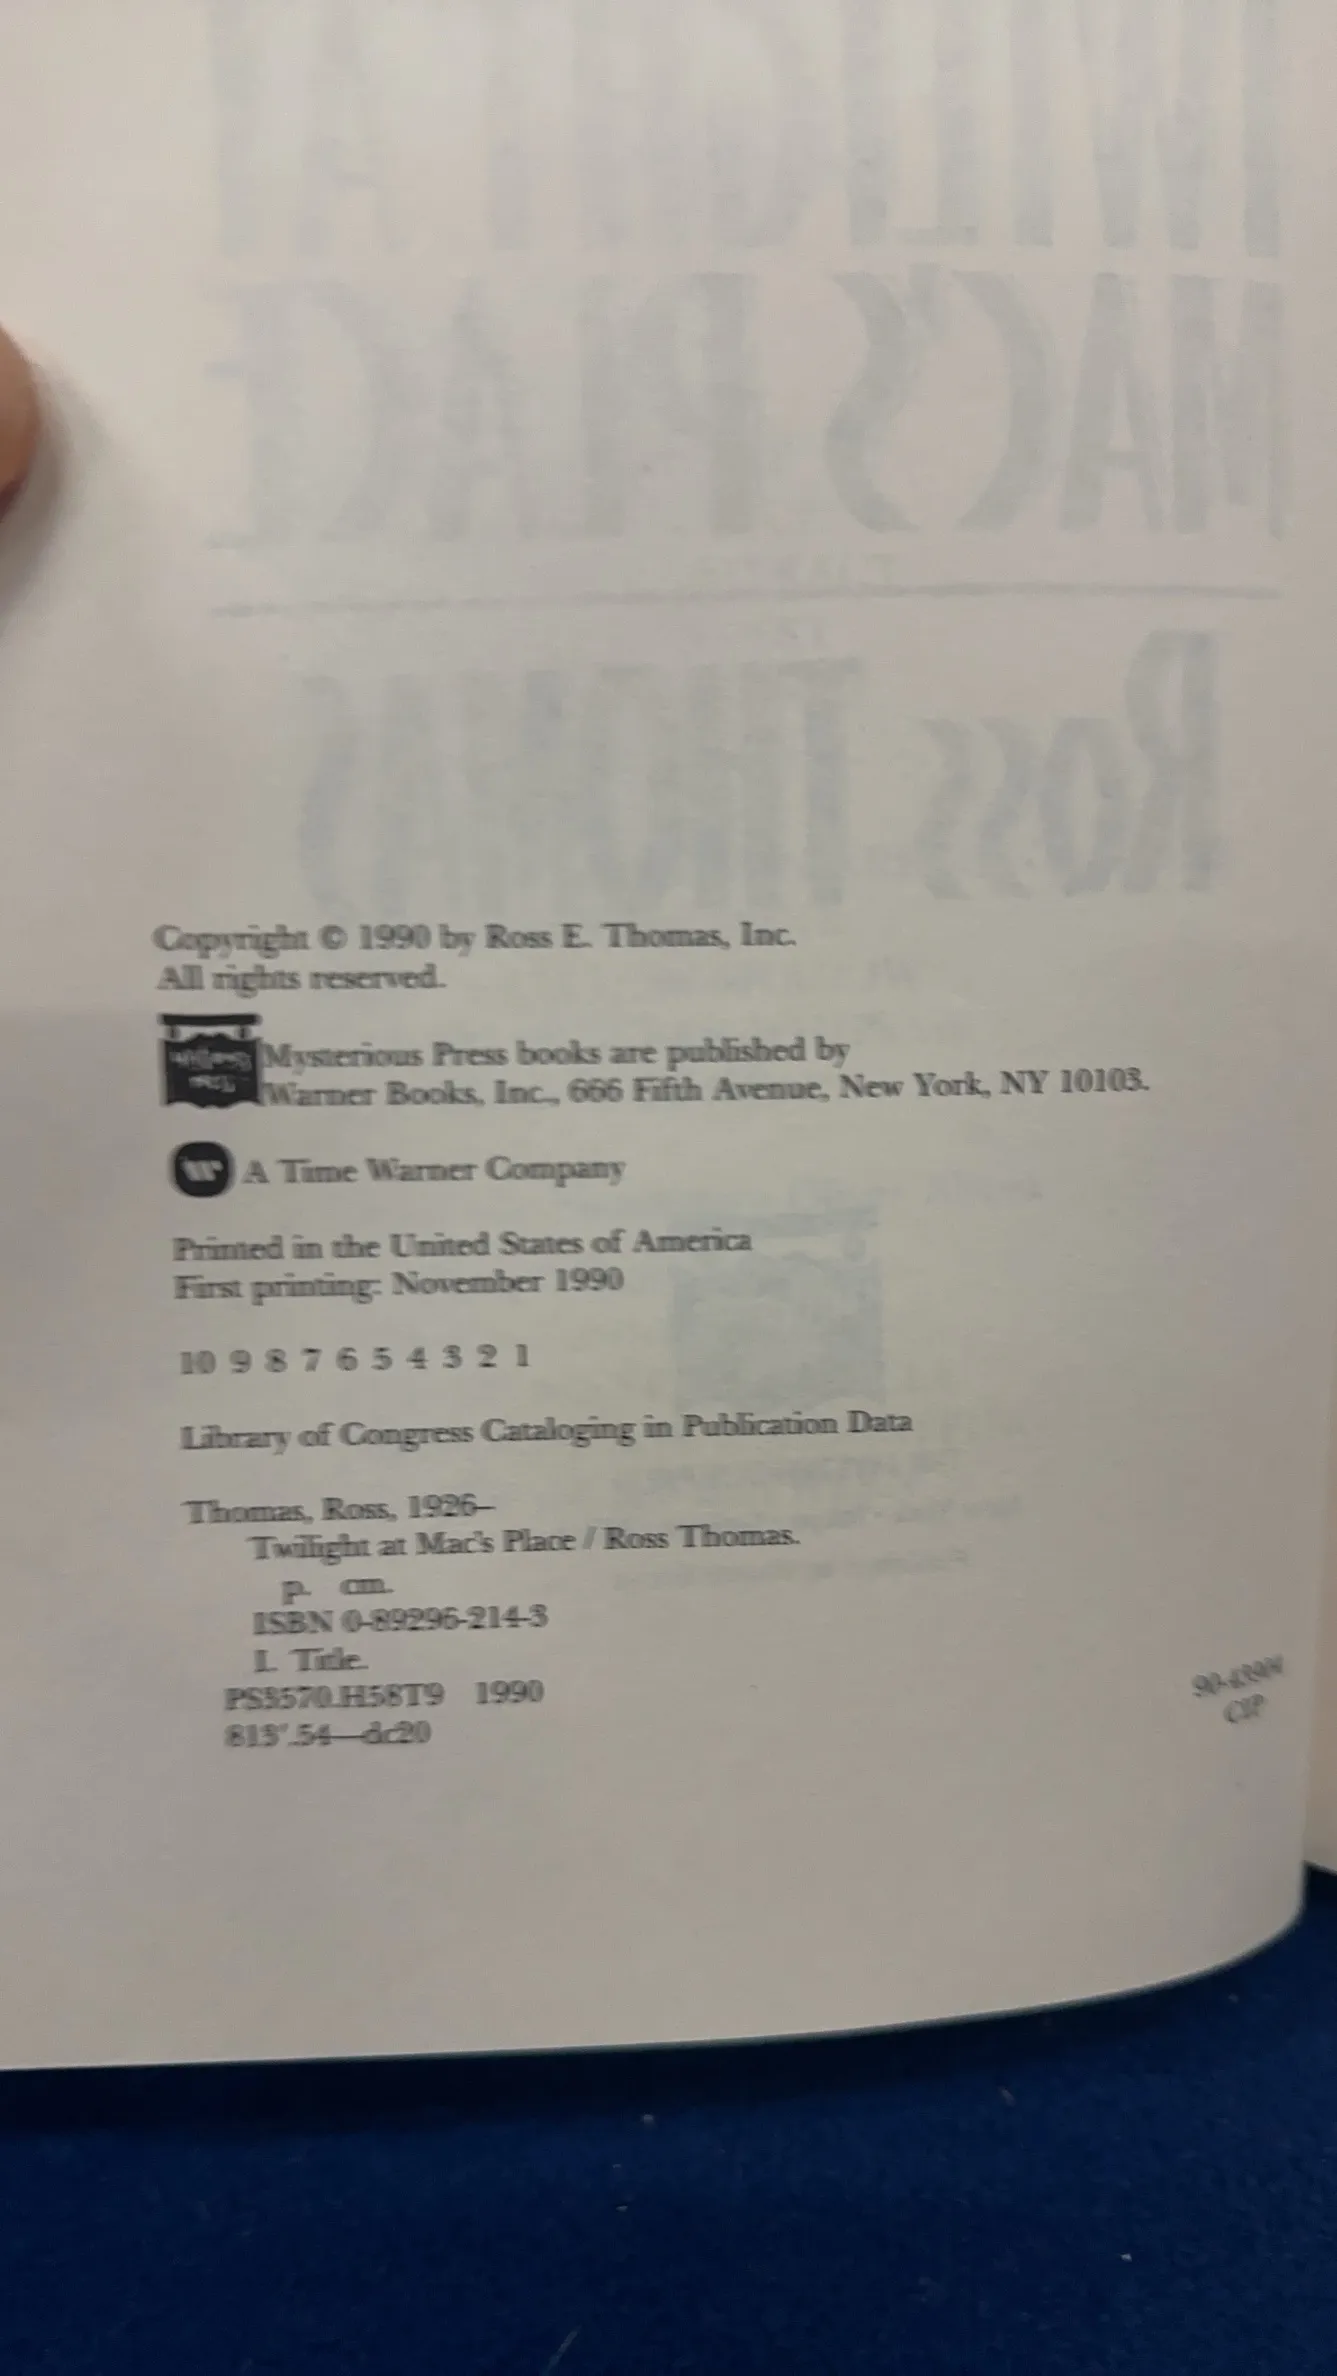 Copyright © 1990 by Ross E. Thomas, Inc.
All rights reserved.
Mysterious Press books are published by
Warner Books, Inc., 666 Fifth Avenue, New York, NY 10103.
A Time Warner Company
Printed in the United States of America
First printing: November 1990
10 9 8 7 6 5 4 3 2 1
Library of Congress Cataloging in Publication Data
Thomas, Ross, 1926–
Twilight at Mac's Place / Ross Thomas.
p. cm.
ISBN 0-89296-214-3
I. Title.
PS3570.H58T9 1990
813'.54—dc20
CIP